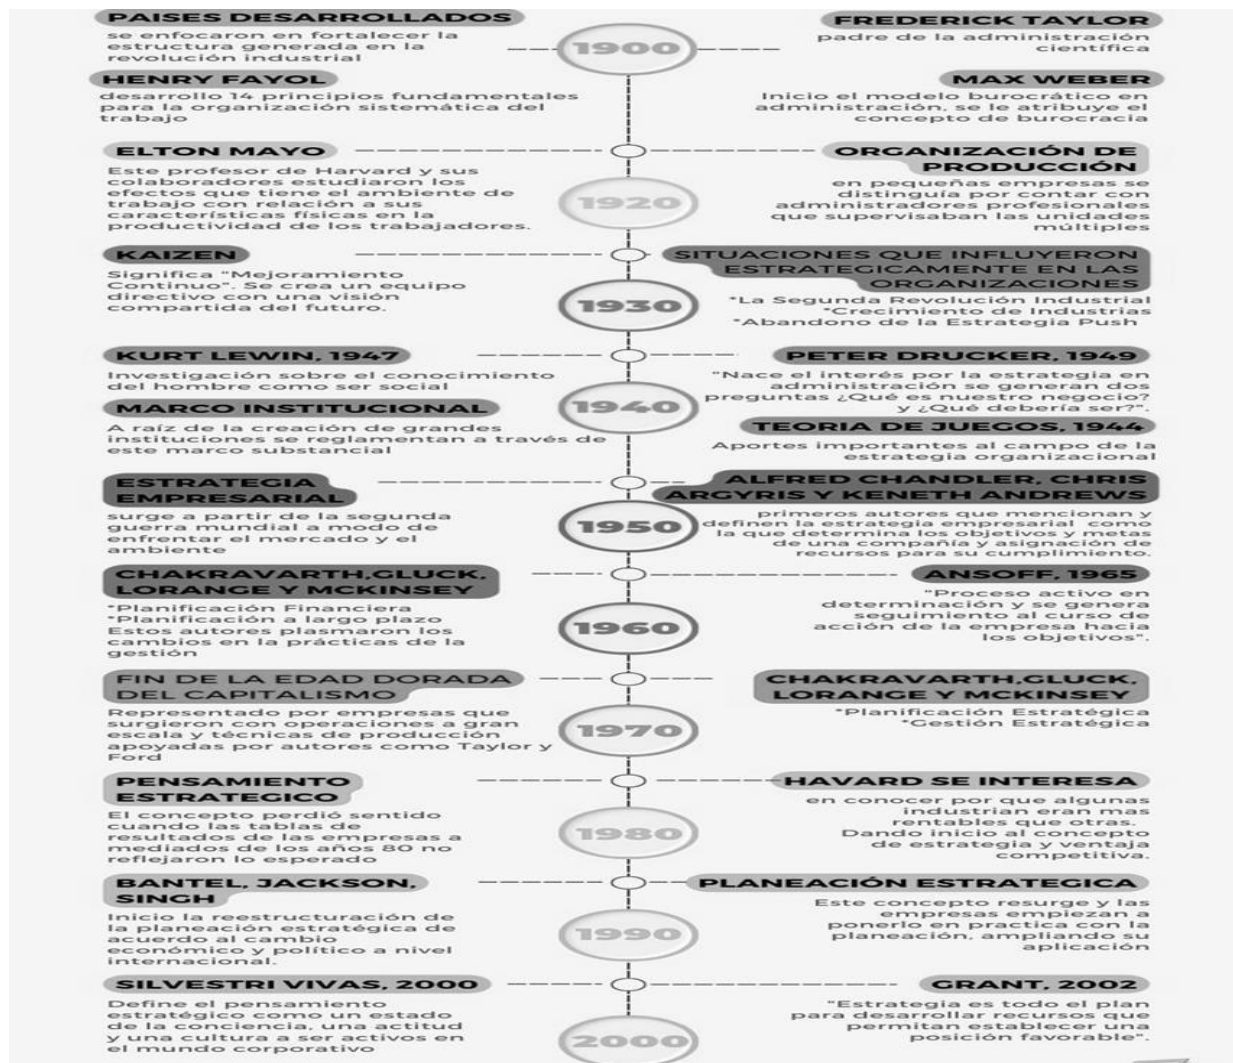 PAISES DESARROLLADOS
se enfocaron en fortalecer la
estructura generada en la
revolución industrial
1900
FREDERICK TAYLOR
padre de la administración
científica
HENRY FAYOL
desarrollo 14 principios fundamentales
para la organización sistemática del
trabajo
MAX WEBER
Inicio el modelo burocrático en
administración, se le atribuye el
concepto de burocracia
ELTON MAYO
Este profesor de Harvard y sus
colaboradores estudiaron los
efectos que tiene el ambiente de
trabajo con relación a sus
características físicas en la
productividad de los trabajadores.
1920
ORGANIZACIÓN DE
PRODUCCIÓN
en pequeñas empresas se
distinguía por contar con
administradores profesionales
que supervisaban las unidades
múltiples
KAIZEN
Significa "Mejoramiento
Continuo". Se crea un equipo
directivo con una visión
compartida del futuro.
1930
SITUACIONES QUE INFLUYERON
ESTRATEGICAMENTE EN LAS
ORGANIZACIONES
*La Segunda Revolución Industrial
*Crecimiento de Industrias
*Abandono de la Estrategia Push
KURT LEWIN, 1947
Investigación sobre el conocimiento
del hombre como ser social
1940
PETER DRUCKER, 1949
"Nace el interés por la estrategia en
administración se generan dos
preguntas ¿Qué es nuestro negocio?
y ¿Qué debería ser?".
MARCO INSTITUCIONAL
A raíz de la creación de grandes
instituciones se reglamentan a través de
este marco substancial
TEORIA DE JUEGOS, 1944
Aportes importantes al campo de la
estrategia organizacional
ESTRATEGIA
EMPRESARIAL
surge a partir de la segunda
guerra mundial a modo de
enfrentar el mercado y el
ambiente
1950
ALFRED CHANDLER, CHRIS
ARGYRIS Y KENETH ANDREWS
primeros autores que mencionan y
definen la estrategia empresarial como
la que determina los objetivos y metas
de una compañía y asignación de
recursos para su cumplimiento.
CHAKRAVARTH,GLUCK,
LORANGE Y MCKINSEY
*Planificación Financiera
*Planificación a largo plazo
Estos autores plasmaron los
cambios en la prácticas de la
gestión
1960
ANSOFF, 1965
"Proceso activo en
determinación y se genera
seguimiento al curso de
acción de la empresa hacia
los objetivos".
FIN DE LA EDAD DORADA
DEL CAPITALISMO
Representado por empresas que
surgieron con operaciones a gran
escala y técnicas de producción
apoyadas por autores como Taylor y
Ford
1970
CHAKRAVARTH,GLUCK,
LORANGE Y MCKINSEY
*Planificación Estratégica
*Gestión Estratégica
PENSAMIENTO
ESTRATEGICO
El concepto perdió sentido
cuando las tablas de
resultados de las empresas a
mediados de los años 80 no
reflejaron lo esperado
1980
HAVARD SE INTERESA
en conocer por que algunas
industrian eran mas
rentables que otras.
Dando inicio al concepto
de estrategia y ventaja
competitiva.
BANTEL, JACKSON,
SINGH
Inicio la reestructuración de
la planeación estratégica de
acuerdo al cambio
económico y político a nivel
internacional.
1990
PLANEACIÓN ESTRATEGICA
Este concepto resurge y las
empresas empiezan a
ponerlo en practica con la
planeación, ampliando su
aplicación
SILVESTRI VIVAS, 2000
Define el pensamiento
estratégico como un estado
de la conciencia, una actitud
y una cultura a ser activos en
el mundo corporativo
2000
GRANT, 2002
"Estrategia es todo el plan
para desarrollar recursos que
permitan establecer una
posición favorable".